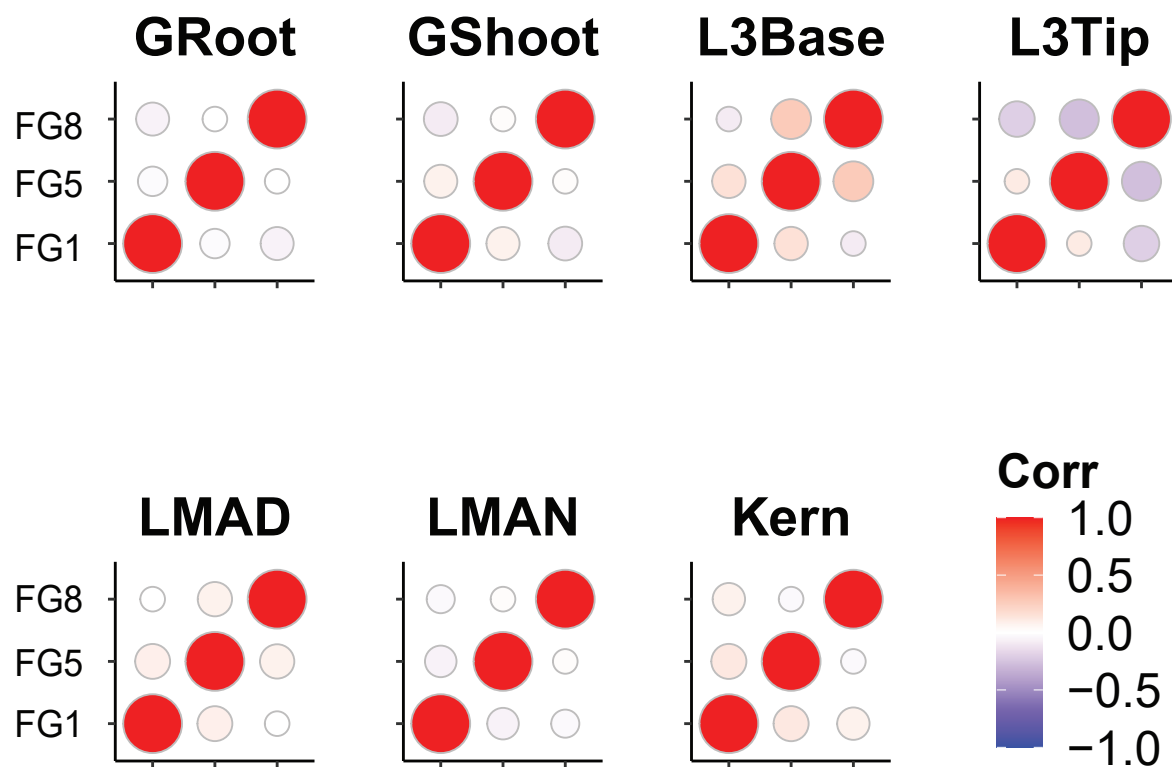 GRoot GShoot L3Base L3Tip
FG8
FG5
FG1
Corr
1.0
0.5
0.0
−0.5
−1.0
LMAD LMAN Kern
FG8
FG5
FG1